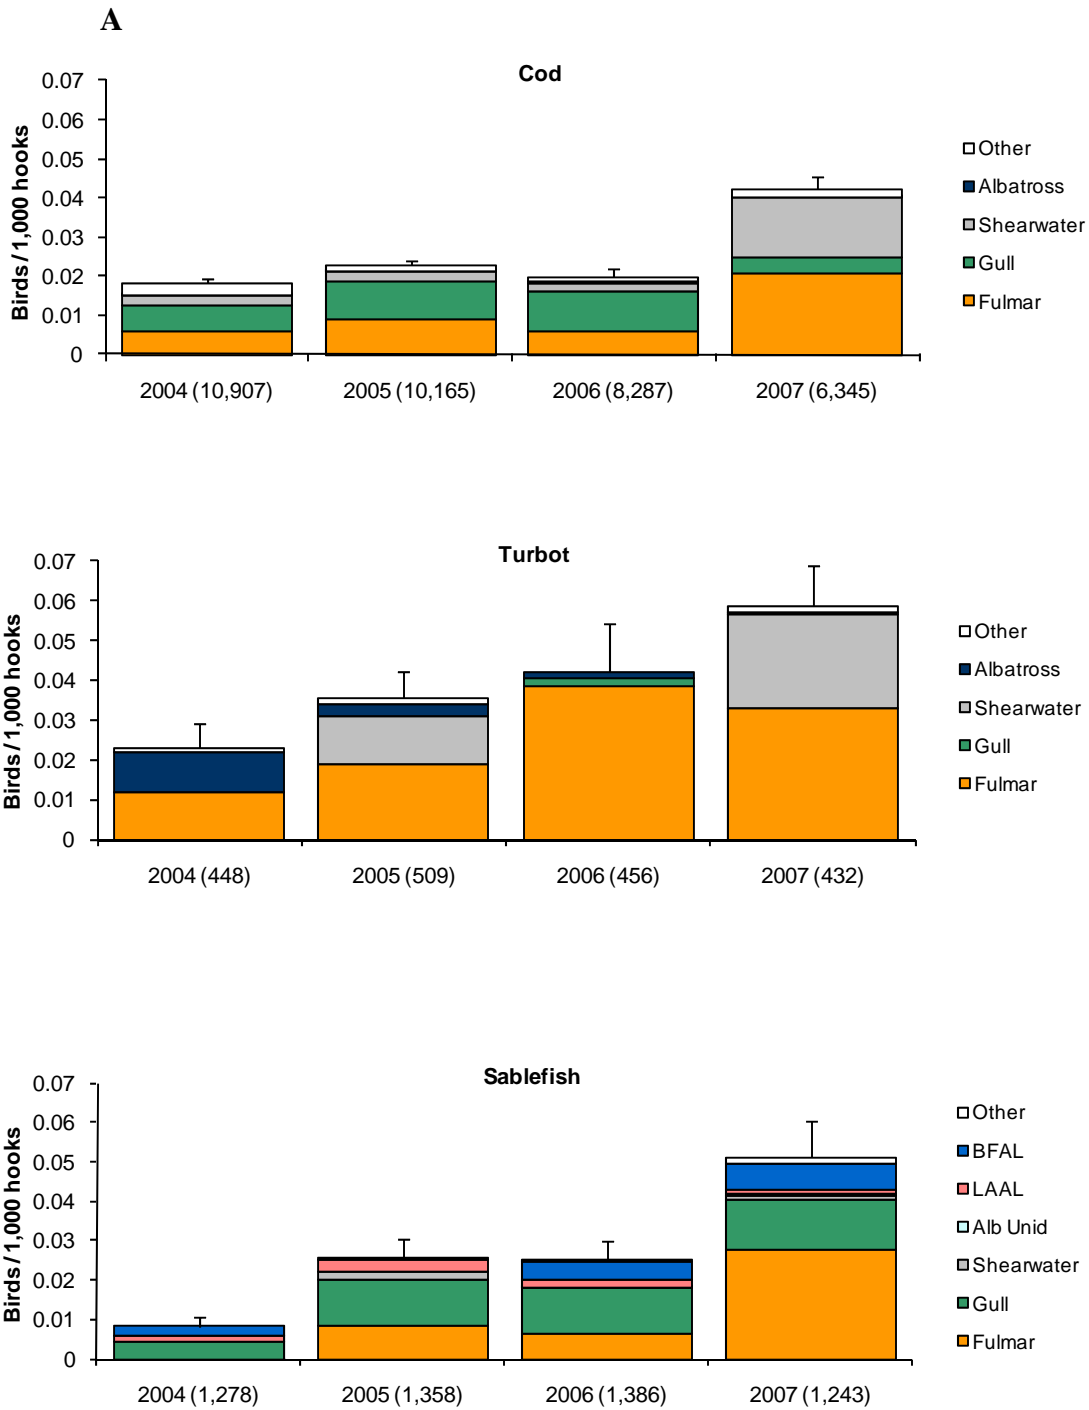 A
Cod
Birds / 1,000 hooks
0.07
0.06
0.05
0.04
0.03
0.02
0.01
0
2004 (10,907)
2005 (10,165)
2006 (8,287)
2007 (6,345)
Other
Albatross
Shearwater
Gull
Fulmar
Turbot
Birds / 1,000 hooks
0.07
0.06
0.05
0.04
0.03
0.02
0.01
0
2004 (448)
2005 (509)
2006 (456)
2007 (432)
Other
Albatross
Shearwater
Gull
Fulmar
Sablefish
Birds / 1,000 hooks
0.07
0.06
0.05
0.04
0.03
0.02
0.01
0
2004 (1,278)
2005 (1,358)
2006 (1,386)
2007 (1,243)
Other
BFAL
LAAL
Alb Unid
Shearwater
Gull
Fulmar